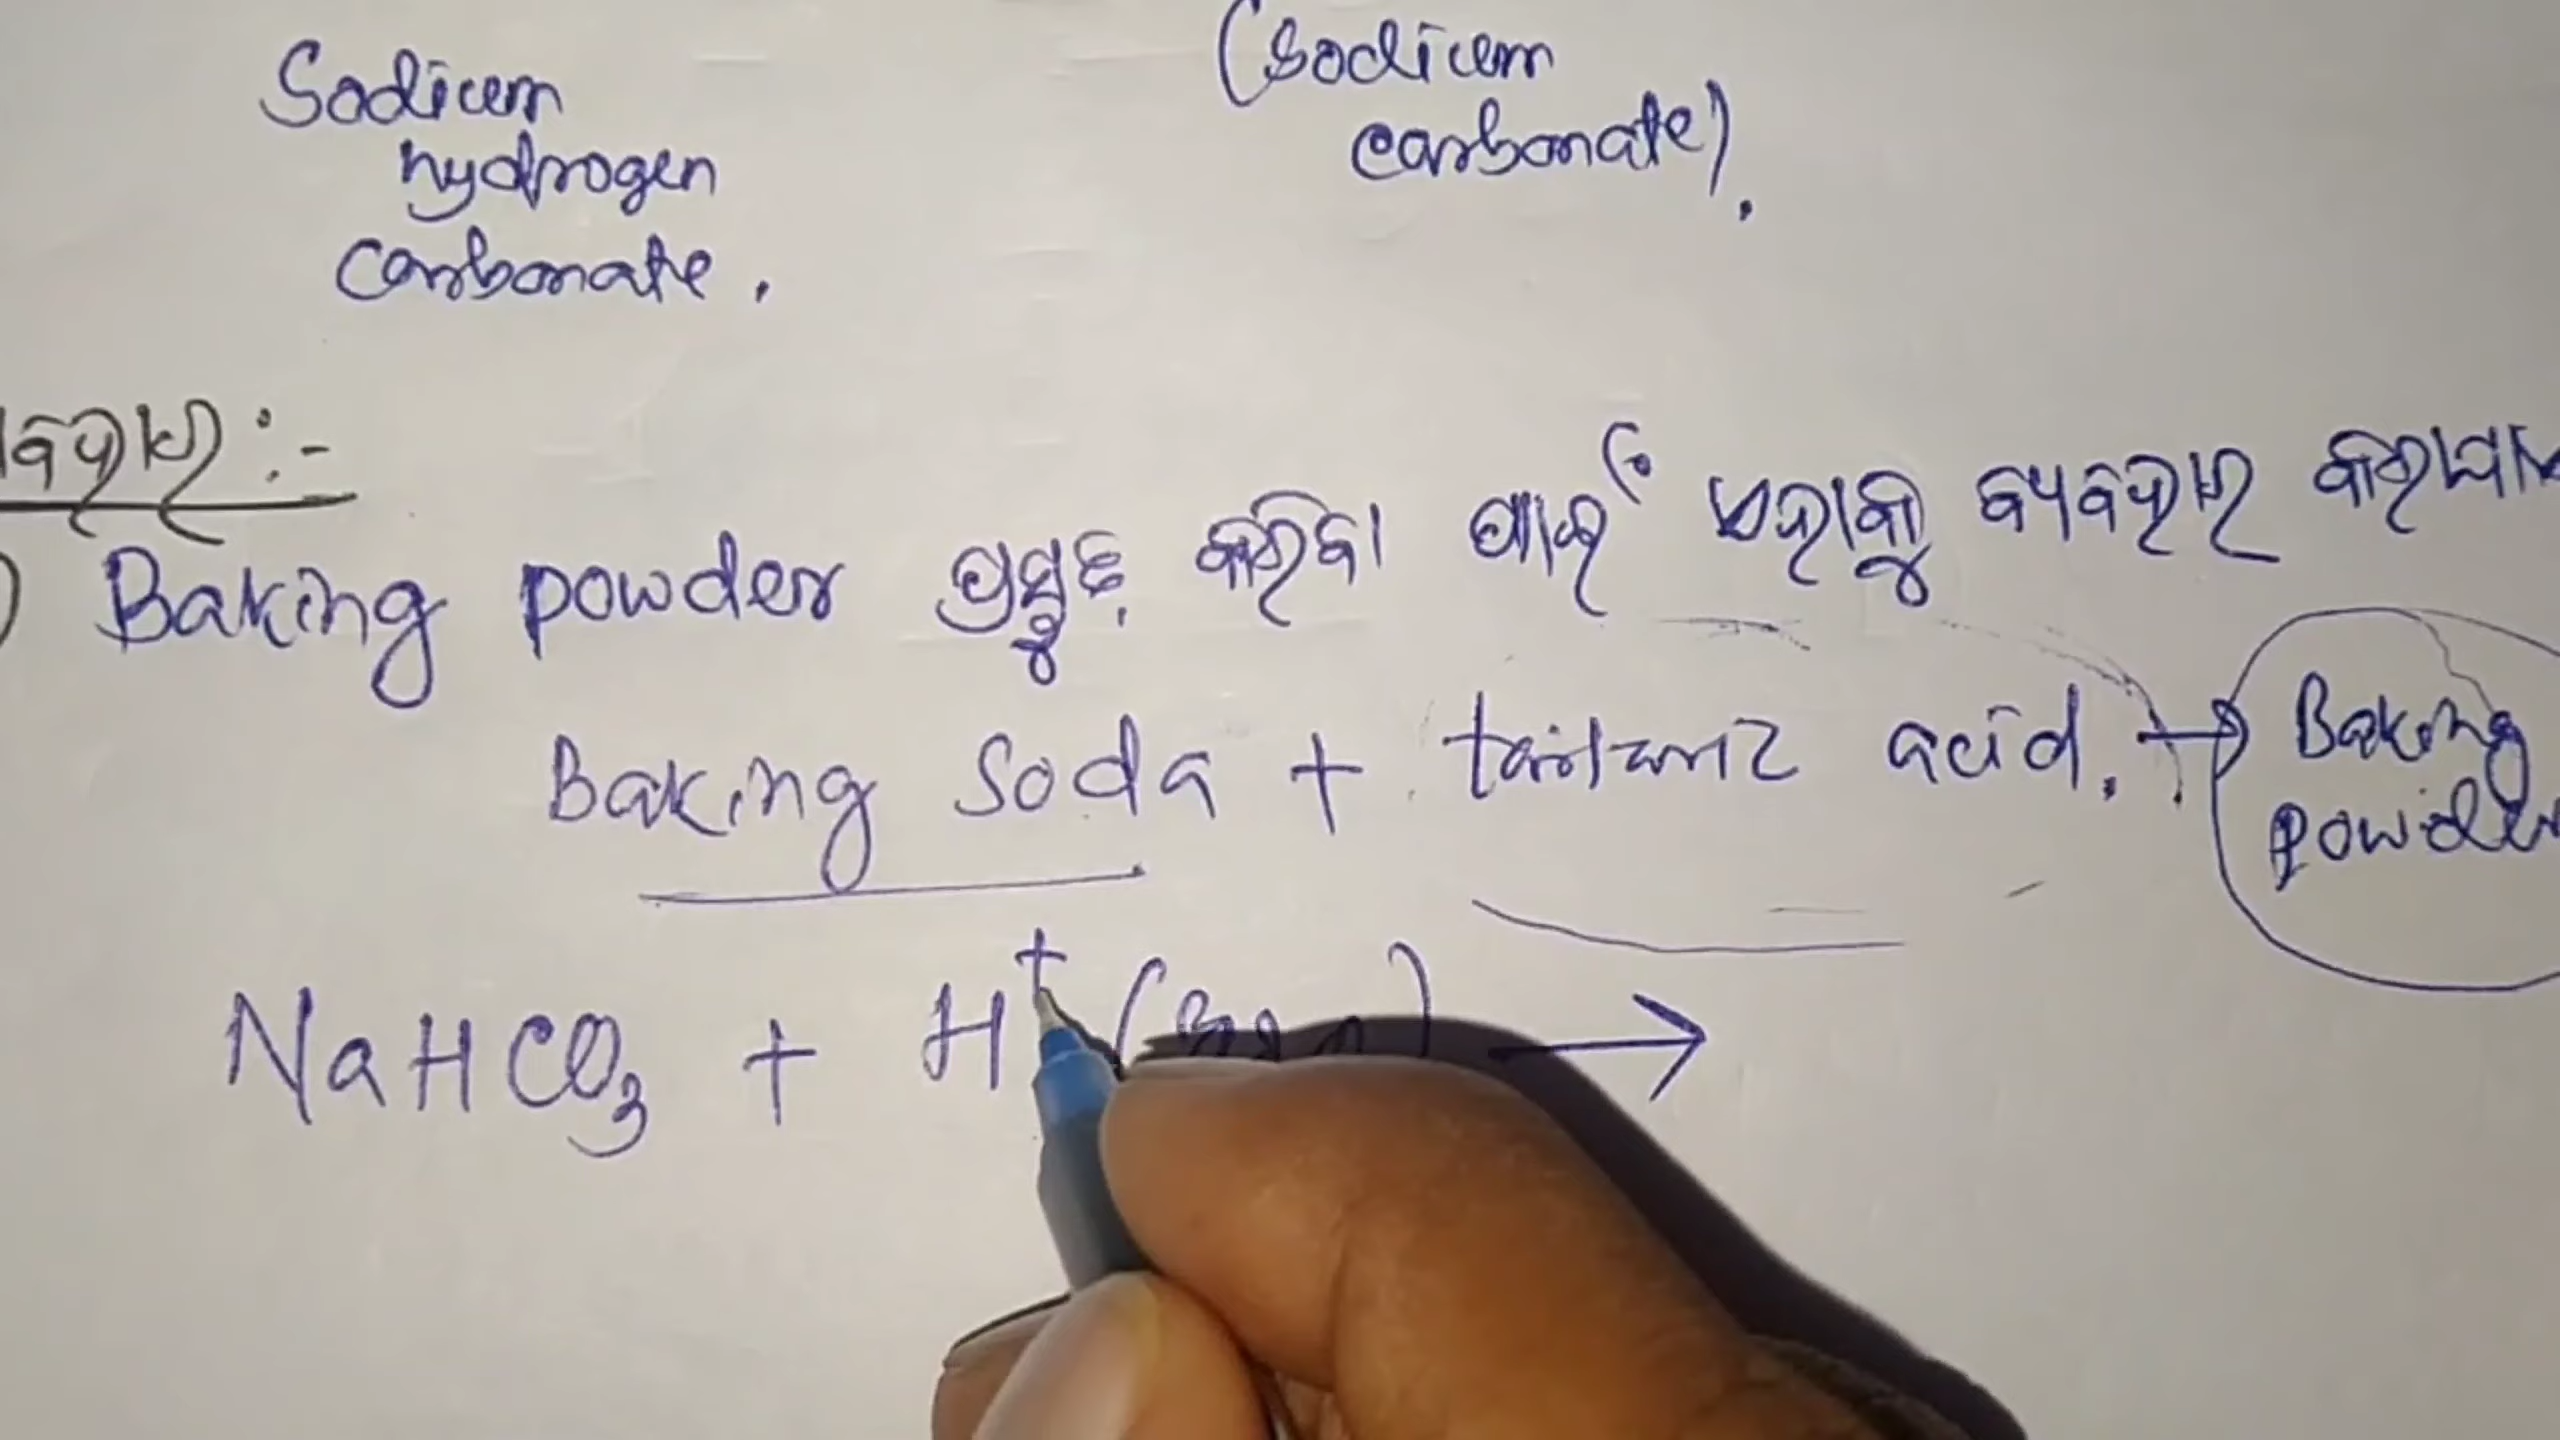 Sodium
hydrogen
carbonate.
(Sodium
carbonate).
ବ୍ୟବହାର :-
) Baking powder ପ୍ରସ୍ତୁତ କରିବା ପାଇଁ ଏହାକୁ ବ୍ୟବହାର
Baking soda + tartaric acid. → Baking
powder
NaHCO₃ + H⁺ ( ) →